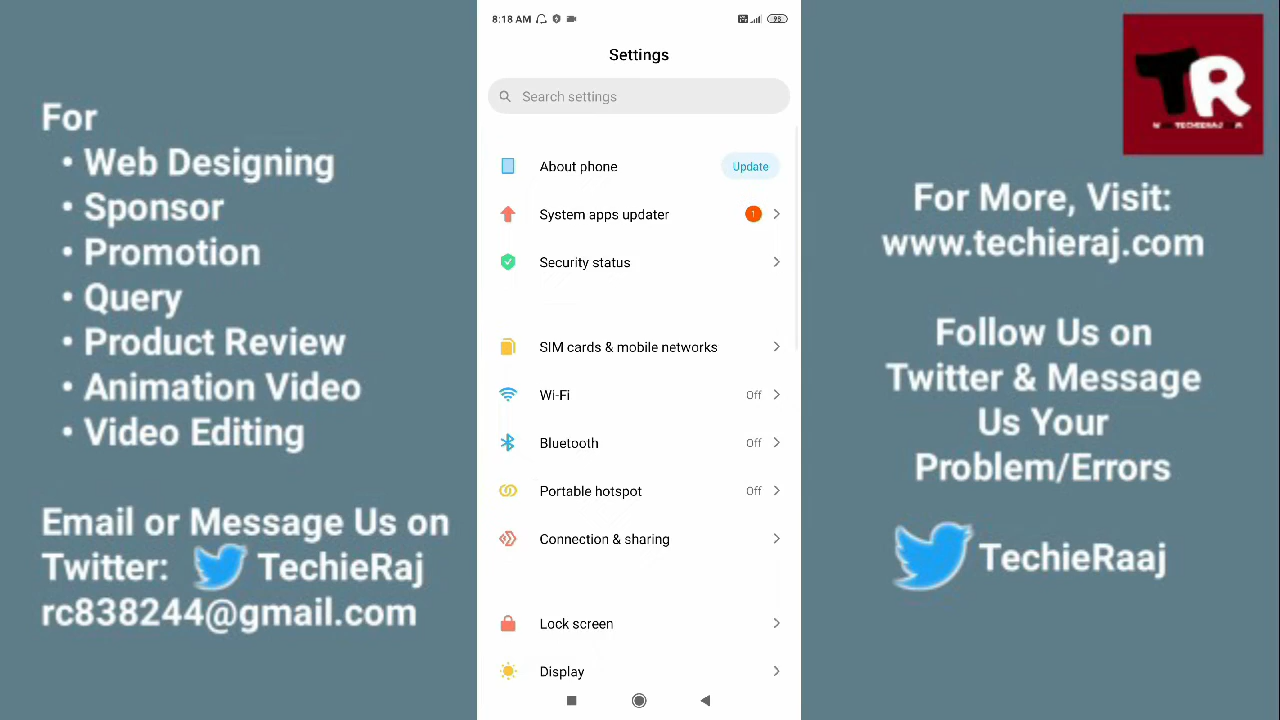 For
• Web Designing
• Sponsor
• Promotion
• Query
• Product Review
• Animation Video
• Video Editing
Email or Message Us on
Twitter: TechieRaj
rc838244@gmail.com
8:18 AM
98
Settings
Search settings
About phone Update
System apps updater 1
Security status
SIM cards & mobile networks
Wi-Fi Off
Bluetooth Off
Portable hotspot Off
Connection & sharing
Lock screen
Display
TR
For More, Visit:
www.techieraj.com
Follow Us on
Twitter & Message
Us Your
Problem/Errors
TechieRaaj